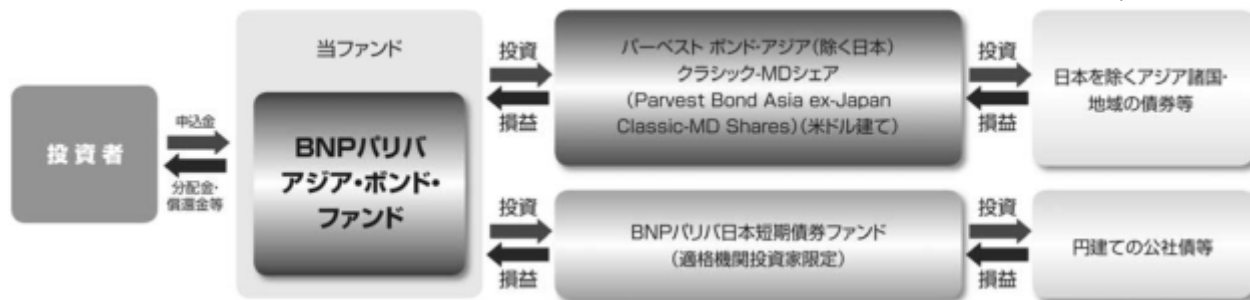 投資者
申込金
分配金・
償還金等
当ファンド
BNPパリバ
アジア・ボンド・
ファンド
投資
損益
パーベスト ボンド・アジア(除く日本)
クラシック-MDシェア
(Parvest Bond Asia ex-Japan
Classic-MD Shares)(米ドル建て)
投資
損益
日本を除くアジア諸国・
地域の債券等
投資
損益
BNPパリバ日本短期債券ファンド
(適格機関投資家限定)
投資
損益
円建ての公社債等